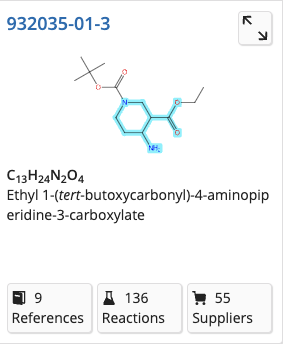 932035-01-3
O
O
N
O
O
NH₂
C₁₃H₂₄N₂O₄
Ethyl 1-(tert-butoxycarbonyl)-4-aminopip
eridine-3-carboxylate
9 136 55
References Reactions Suppliers